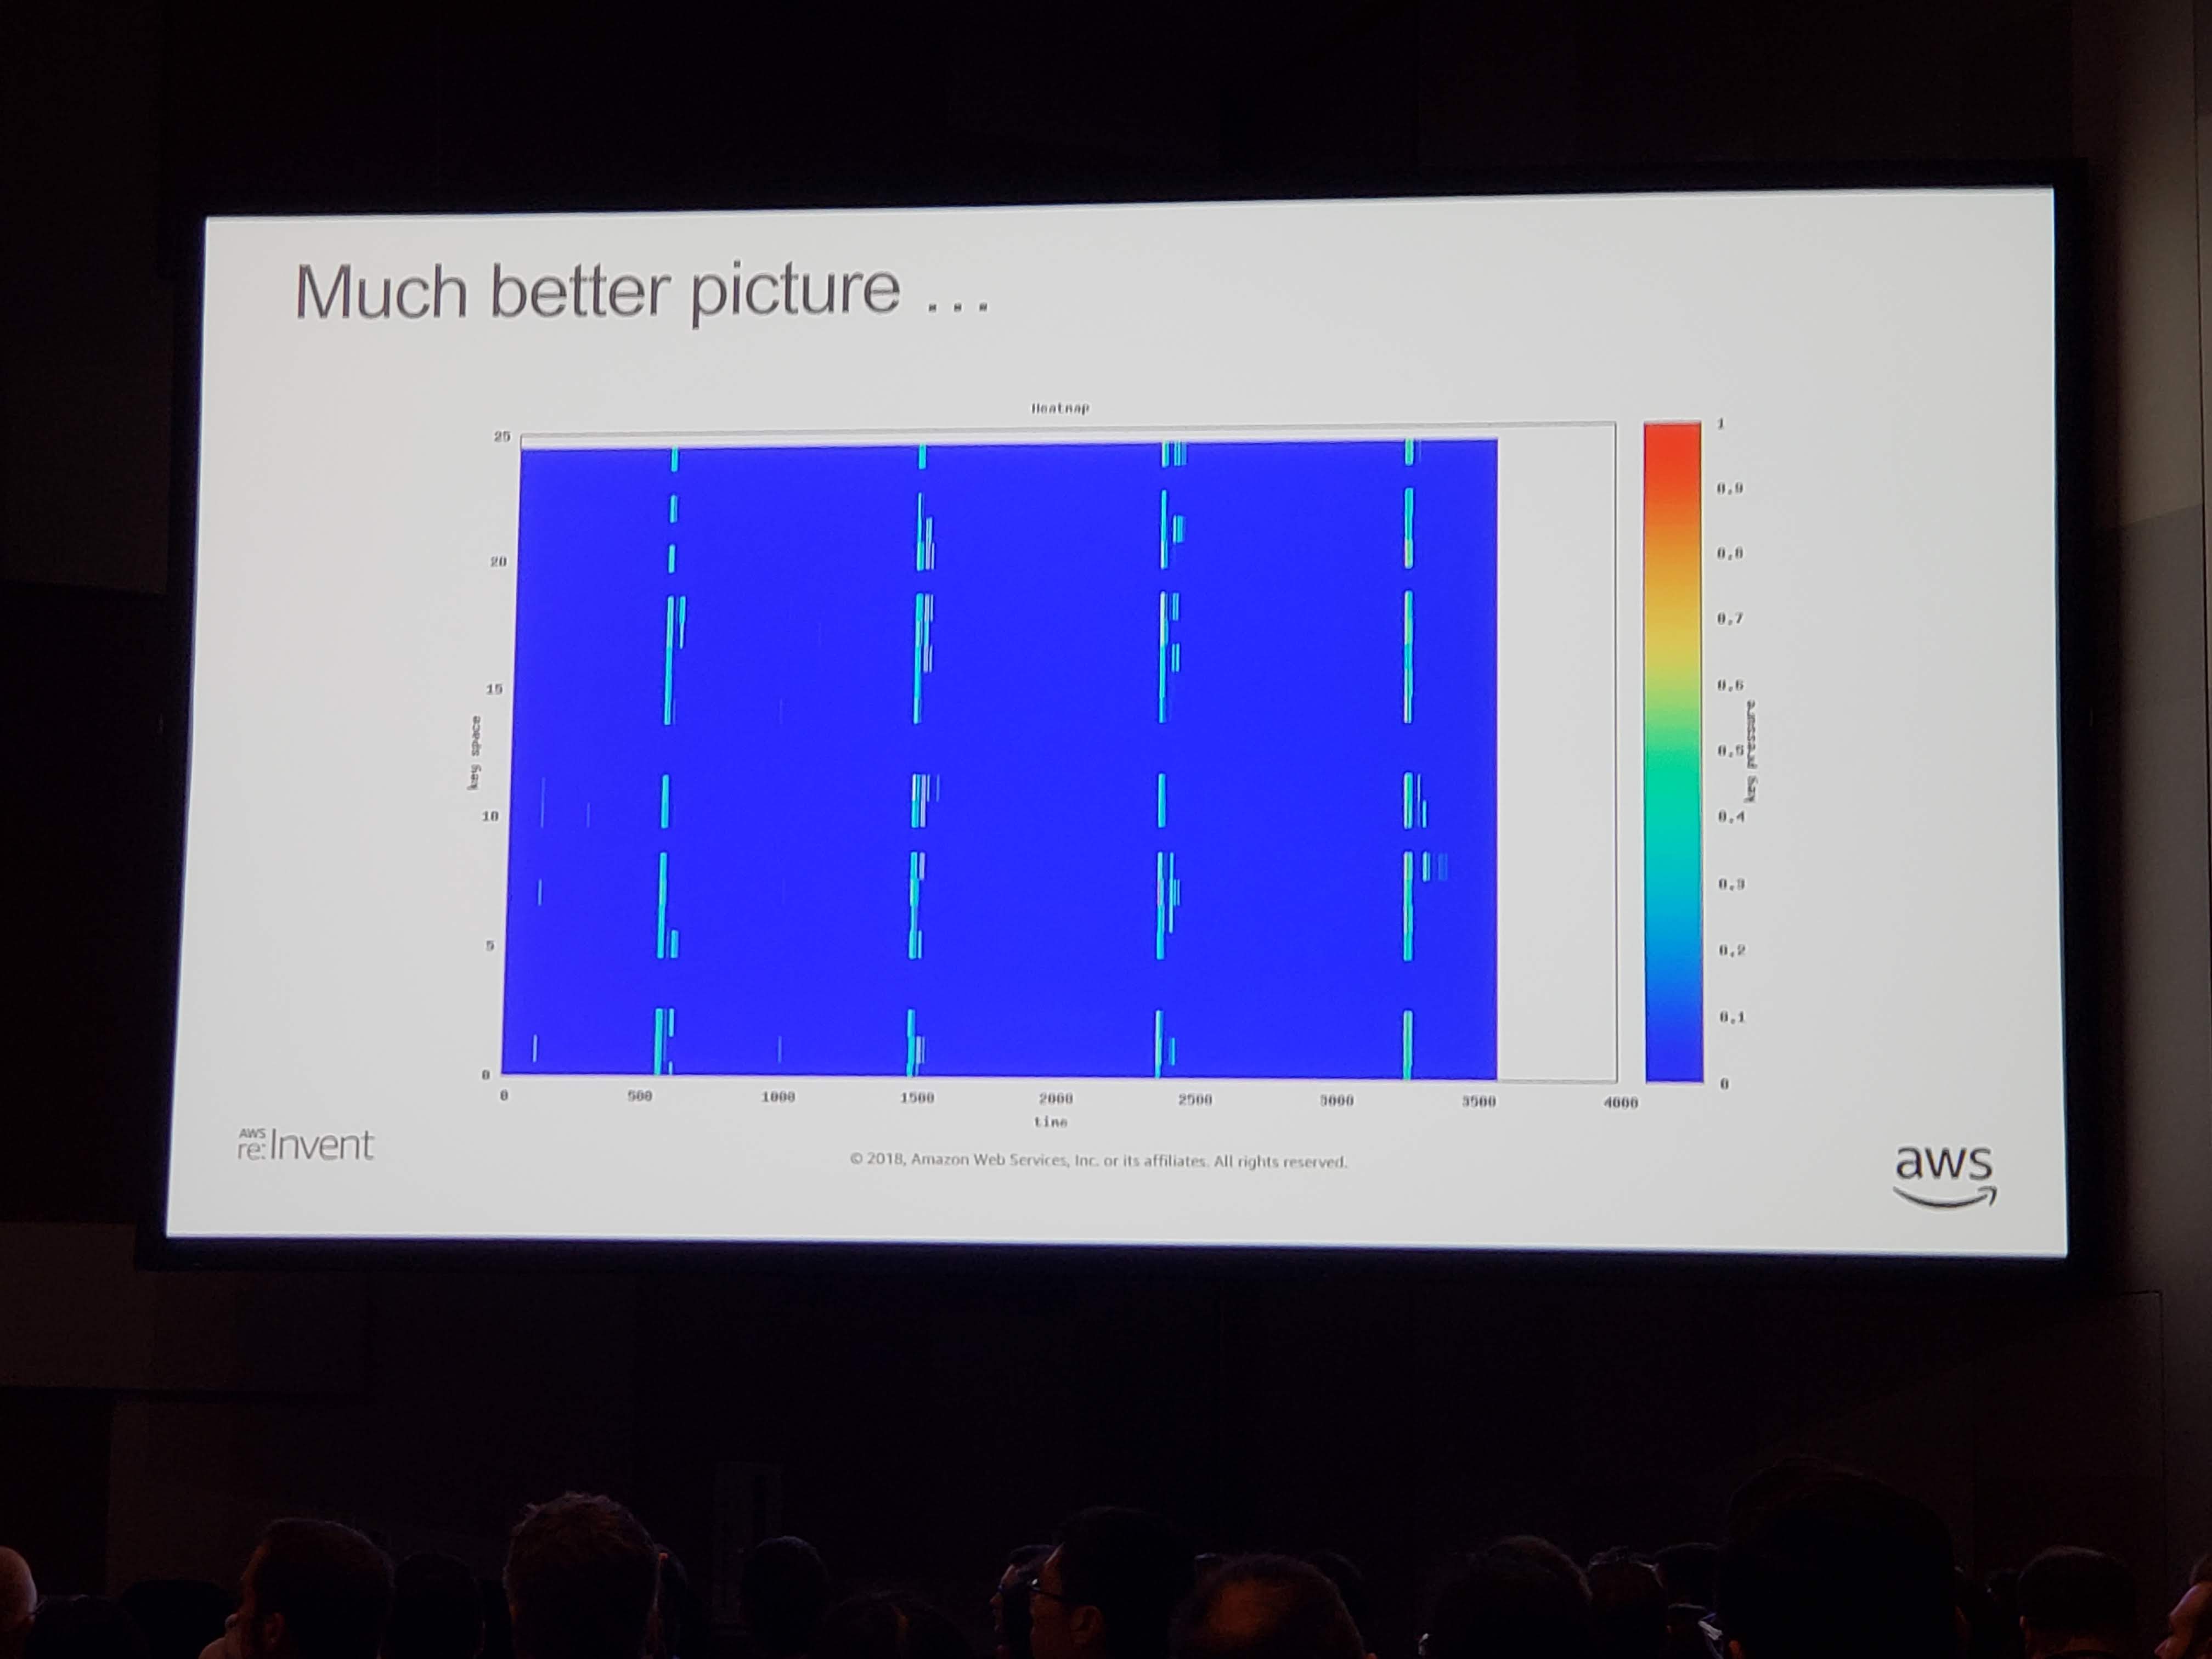 Much better picture ...
Heatmap
25
20
15
10
5
0
key space
0 500 1000 1500 2000 2500 3000 3500 4000
time
1
0.9
0.8
0.7
0.6
0.5
0.4
0.3
0.2
0.1
0
key pressure
AWS
re:Invent
© 2018, Amazon Web Services, Inc. or its affiliates. All rights reserved.
aws